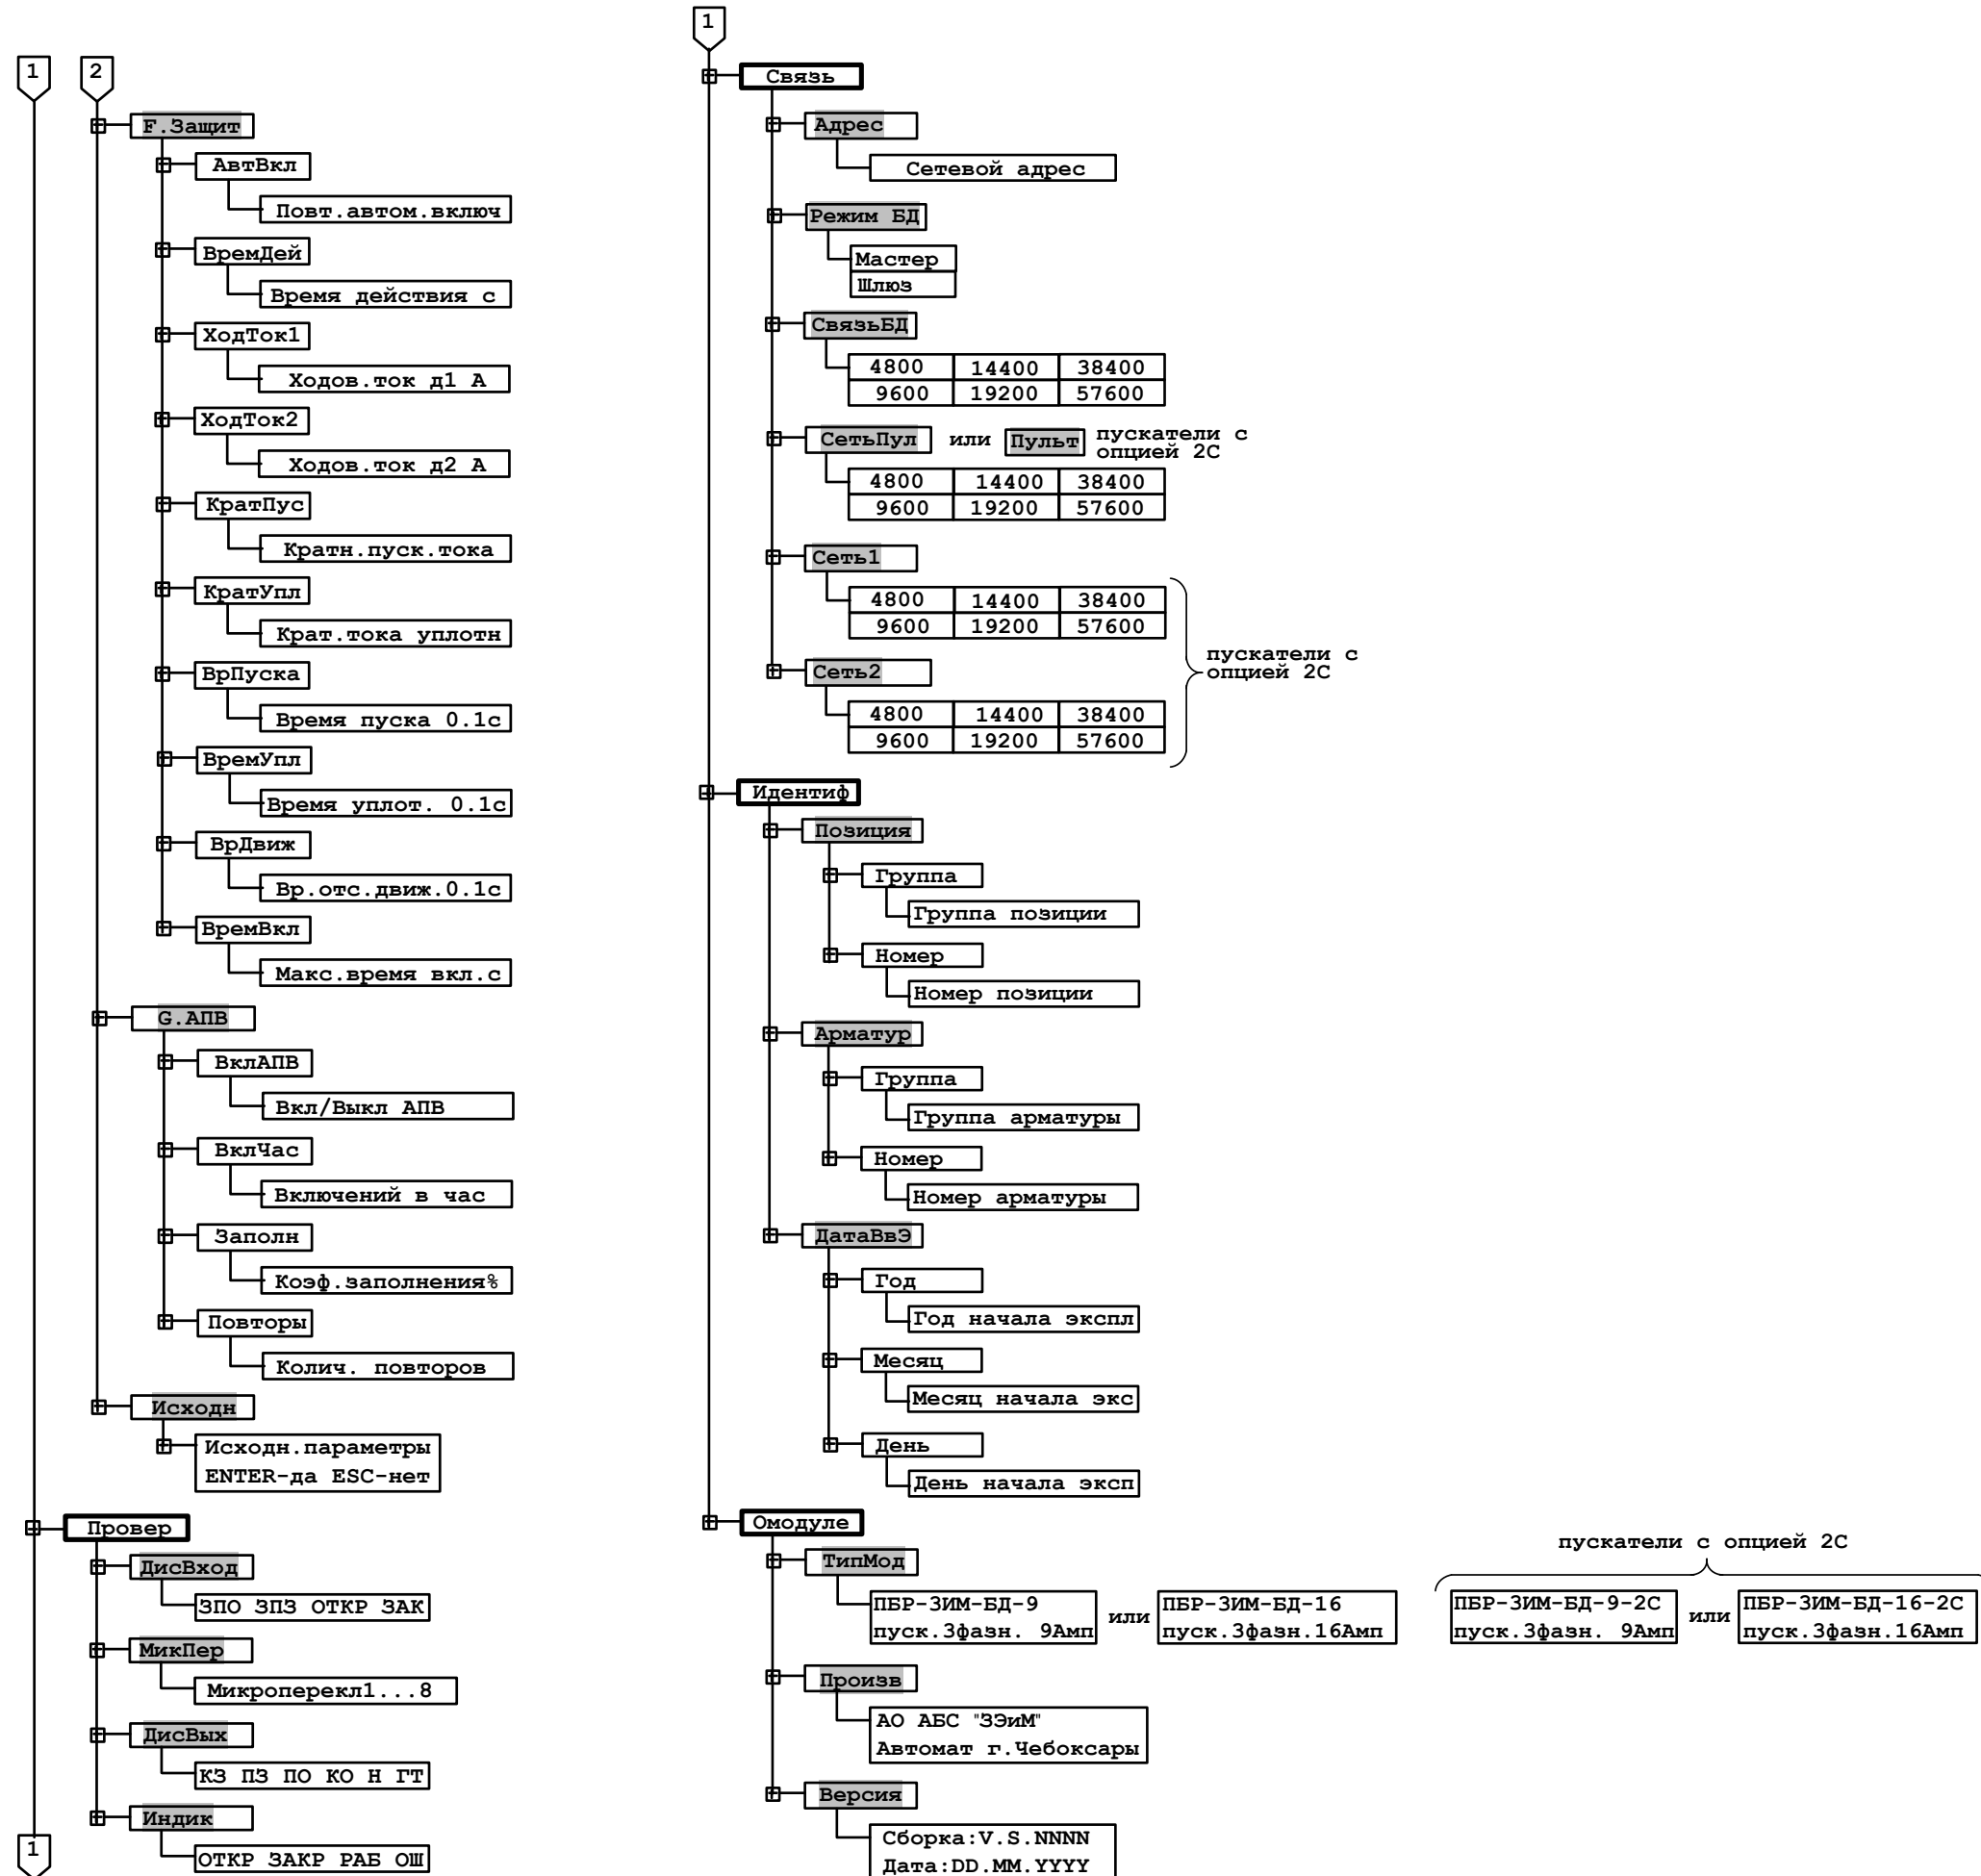 1
2
F.Защит
АвтВкл
Повт.автом.включ
ВремДей
Время действия с
ХодТок1
Ходов.ток д1 А
ХодТок2
Ходов.ток д2 А
КратПус
Кратн.пуск.тока
КратУпл
Крат.тока уплотн
ВрПуска
Время пуска 0.1с
ВремУпл
Время уплот. 0.1с
ВрДвиж
Вр.отс.движ.0.1с
ВремВкл
Макс.время вкл.с
G.АПВ
ВклАПВ
Вкл/Выкл АПВ
ВклЧас
Включений в час
Заполн
Коэф.заполнения%
Повторы
Колич. повторов
Исходн
Исходн.параметры
ENTER-да ESC-нет
Провер
ДисВход
ЗПО ЗПЗ ОТКР ЗАК
МикПер
Микроперекл1...8
ДисВых
КЗ ПЗ ПО КО Н ГТ
Индик
ОТКР ЗАКР РАБ ОШ
1
1
Связь
Адрес
Сетевой адрес
Режим БД
Мастер
Шлюз
СвязьБД
4800 14400 38400
9600 19200 57600
СетьПул или Пульт пускатели с
опцией 2С
4800 14400 38400
9600 19200 57600
Сеть1
4800 14400 38400
9600 19200 57600
пускатели с
опцией 2С
Сеть2
4800 14400 38400
9600 19200 57600
Идентиф
Позиция
Группа
Группа позиции
Номер
Номер позиции
Арматур
Группа
Группа арматуры
Номер
Номер арматуры
ДатаВвЭ
Год
Год начала экспл
Месяц
Месяц начала экс
День
День начала эксп
Омодуле
ТипМод
пускатели с опцией 2С
ПБР-3ИМ-БД-9 или ПБР-3ИМ-БД-16 ПБР-3ИМ-БД-9-2С или ПБР-3ИМ-БД-16-2С
пуск.3фазн. 9Амп пуск.3фазн.16Амп пуск.3фазн. 9Амп пуск.3фазн.16Амп
Произв
АО АБС "ЗЭиМ"
Автомат г.Чебоксары
Версия
Сборка:V.S.NNNN
Дата:DD.MM.YYYY